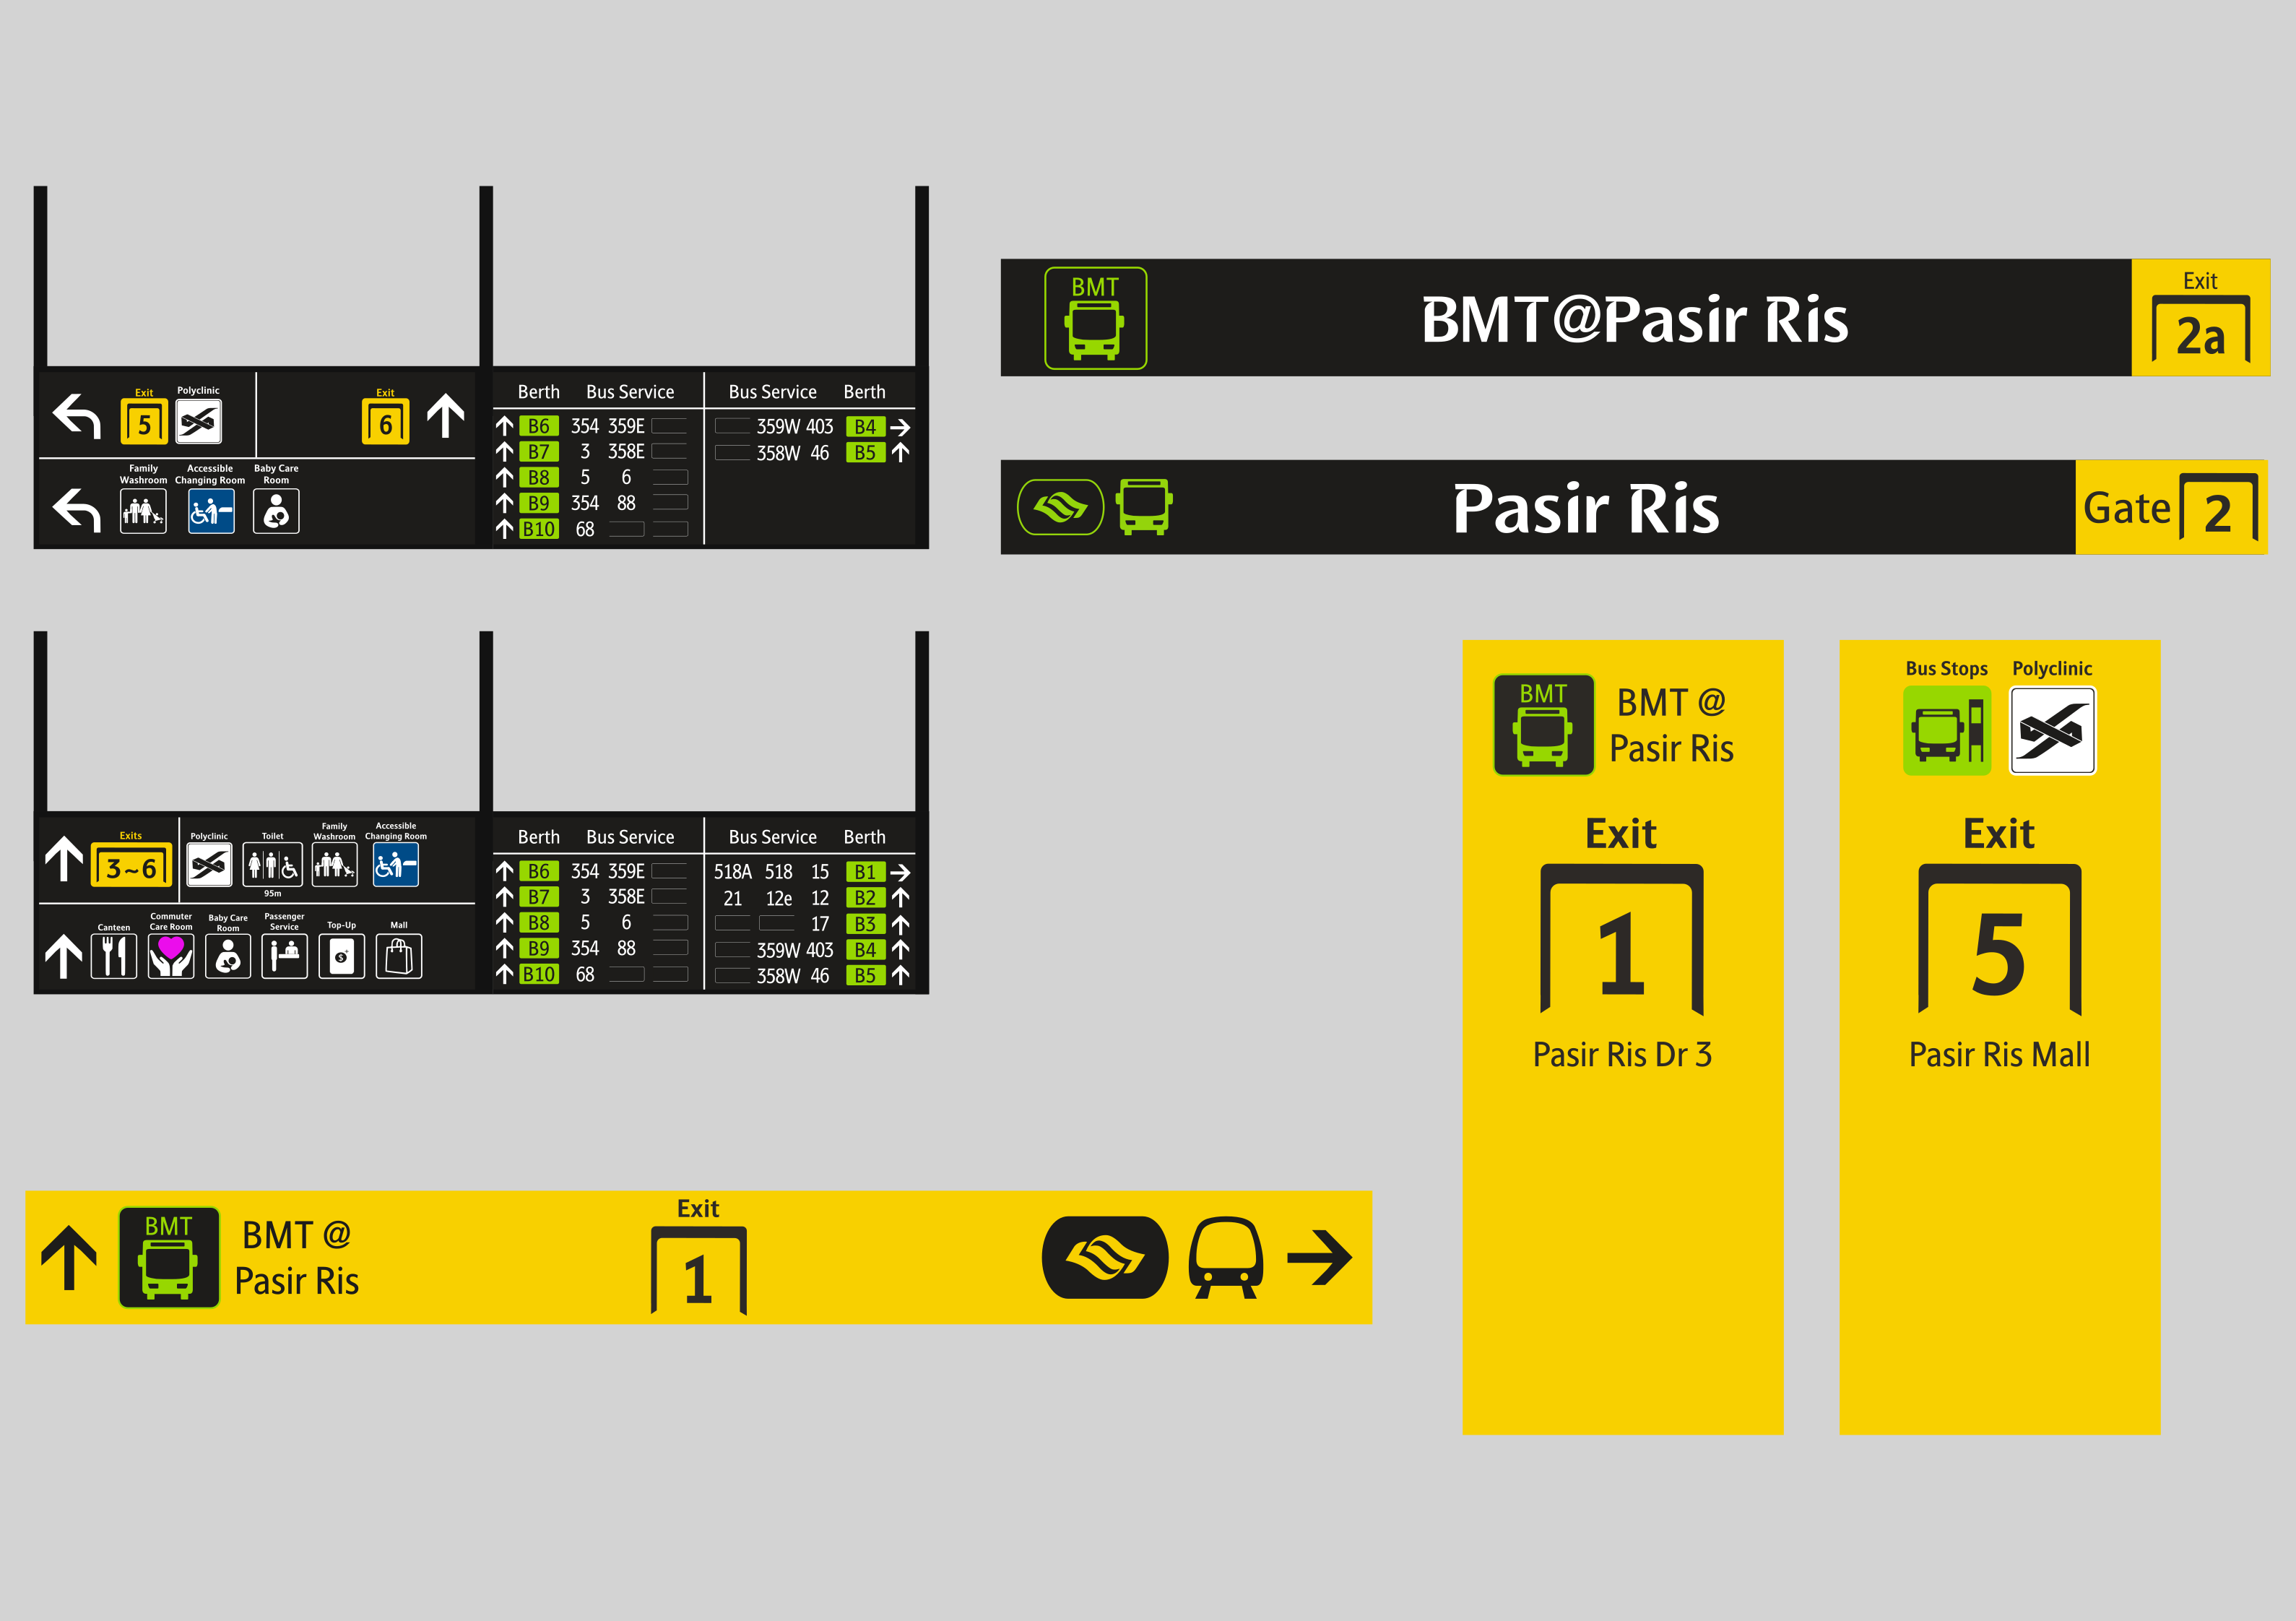 Exit
5
Polyclinic
Exit
6
Family Washroom
Accessible Changing Room
Baby Care Room
Berth Bus Service
B6 354 359E
B7 3 358E
B8 5 6
B9 354 88
B10 68
Bus Service Berth
359W 403 B4
358W 46 B5
BMT
BMT@Pasir Ris
Exit
2a
Pasir Ris
Gate 2
Exits
3~6
Polyclinic
Toilet
95m
Family Washroom
Accessible Changing Room
Canteen
Commuter Care Room
Baby Care Room
Passenger Service
Top-Up
$
Mall
Berth Bus Service
B6 354 359E
B7 3 358E
B8 5 6
B9 354 88
B10 68
Bus Service Berth
518A 518 15 B1
21 12e 12 B2
17 B3
359W 403 B4
358W 46 B5
BMT
BMT @
Pasir Ris
Exit
1
Pasir Ris Dr 3
Bus Stops Polyclinic
Exit
5
Pasir Ris Mall
BMT
BMT @
Pasir Ris
Exit
1